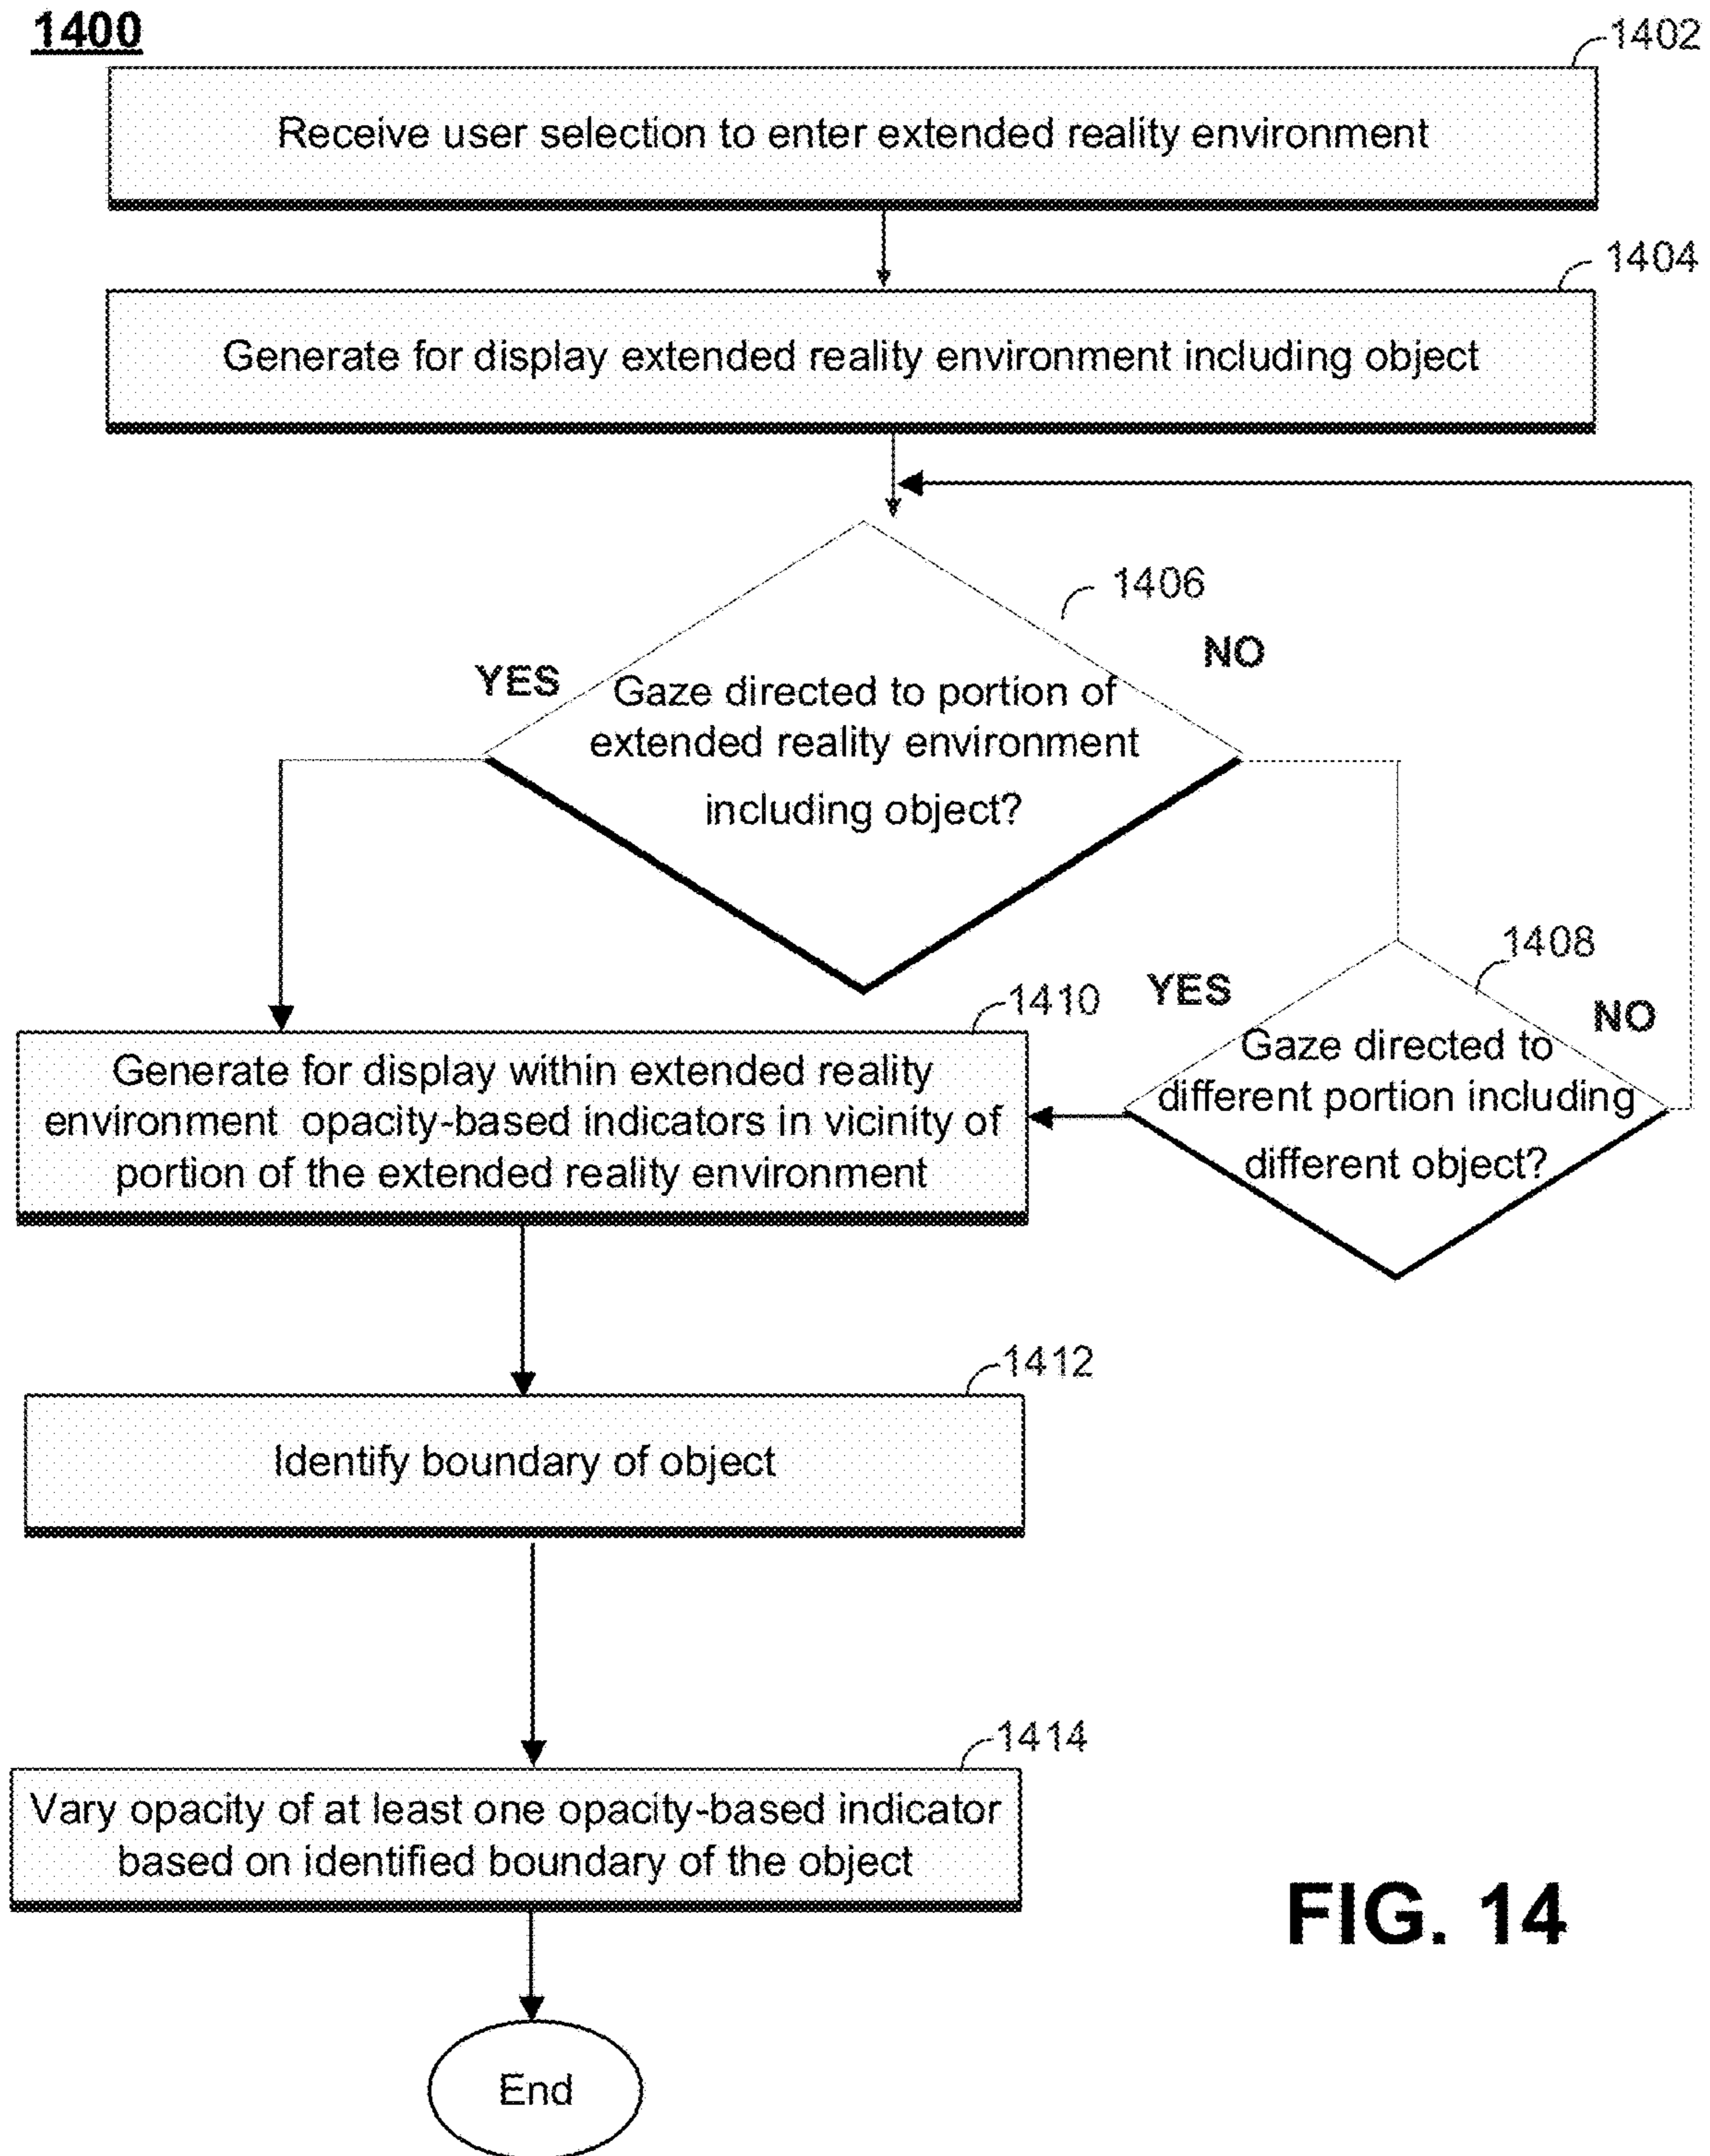 1400
1402
Receive user selection to enter extended reality environment
1404
Generate for display extended reality environment including object
1406
YES
NO
Gaze directed to portion of
extended reality environment
including object?
1408
YES
NO
Gaze directed to
different portion including
different object?
1410
Generate for display within extended reality
environment opacity-based indicators in vicinity of
portion of the extended reality environment
1412
Identify boundary of object
1414
Vary opacity of at least one opacity-based indicator
based on identified boundary of the object
FIG. 14
End